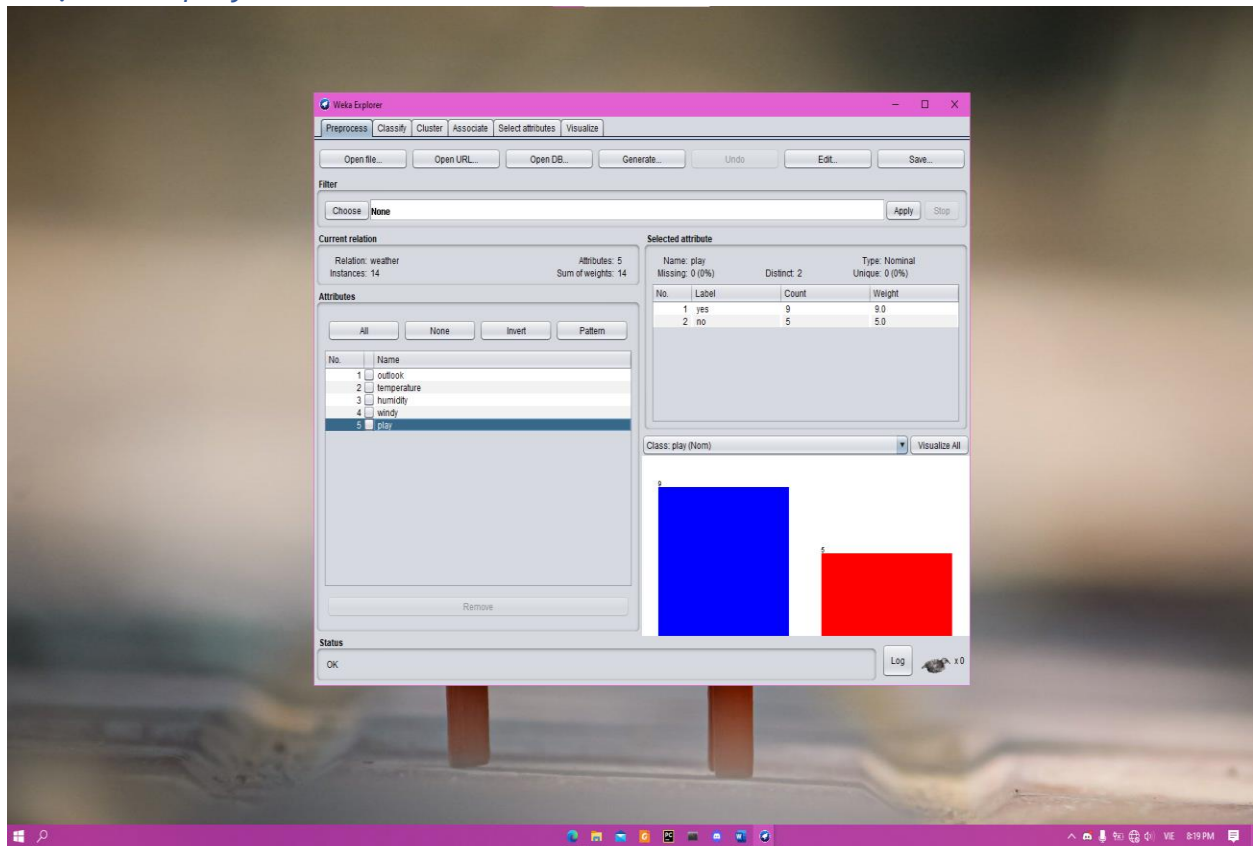 Weka Explorer
Preprocess Classify Cluster Associate Select attributes Visualize
Open file... Open URL... Open DB... Generate... Undo Edit... Save...
Filter
Choose None Apply Stop
Current relation
Relation: weather Attributes: 5
Instances: 14 Sum of weights: 14
Attributes
All None Invert Pattern
No. Name
1 outlook
2 temperature
3 humidity
4 windy
5 play
Remove
Selected attribute
Name: play Type: Nominal
Missing: 0 (0%) Distinct: 2 Unique: 0 (0%)
No. Label Count Weight
1 yes 9 9.0
2 no 5 5.0
Class: play (Nom) Visualize All
9
5
Status
OK Log x 0
VIE 8:19 PM